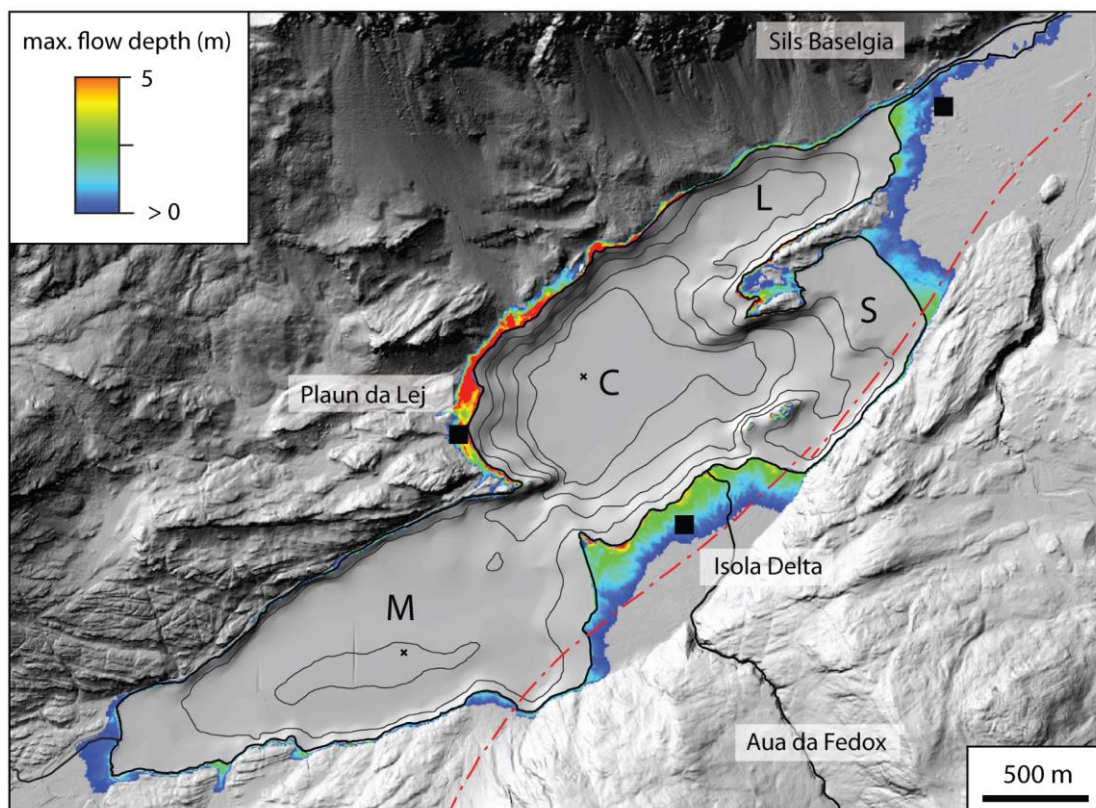 max. flow depth (m)
5
> 0
Sils Baselgia
L
S
C
Plaun da Lej
Isola Delta
M
Aua da Fedox
500 m